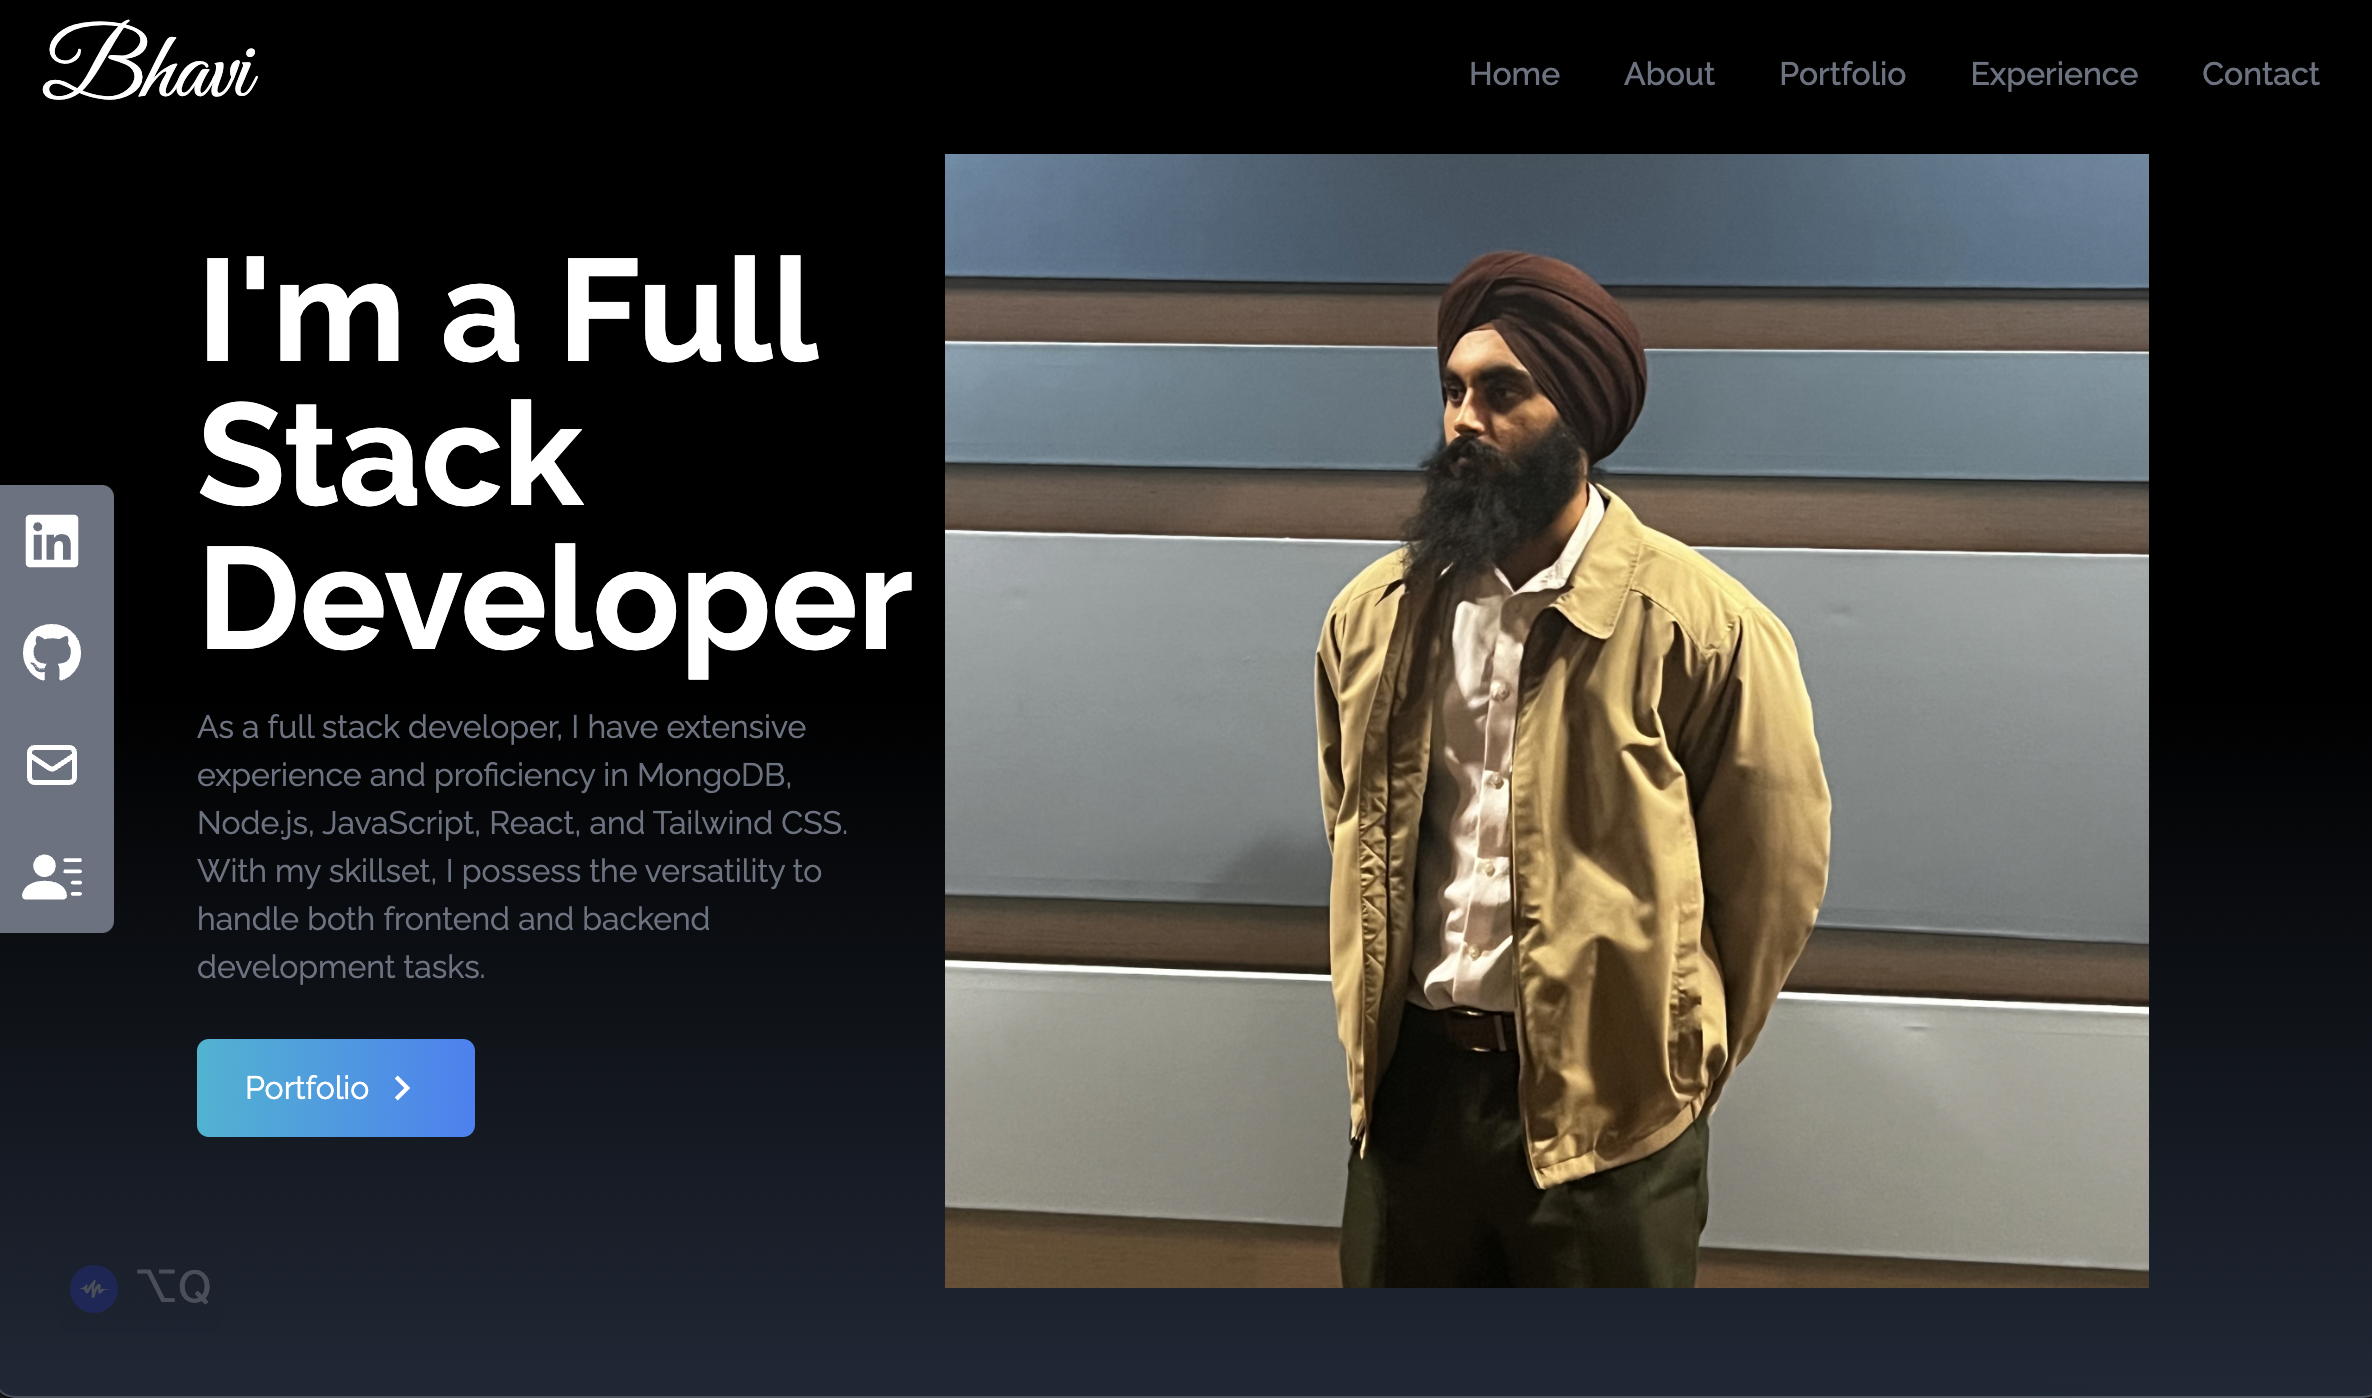 Bhavi
Home About Portfolio Experience Contact
I'm a Full
Stack
Developer
in
As a full stack developer, I have extensive
experience and proficiency in MongoDB,
Node.js, JavaScript, React, and Tailwind CSS.
With my skillset, I possess the versatility to
handle both frontend and backend
development tasks.
Portfolio
⌥Q